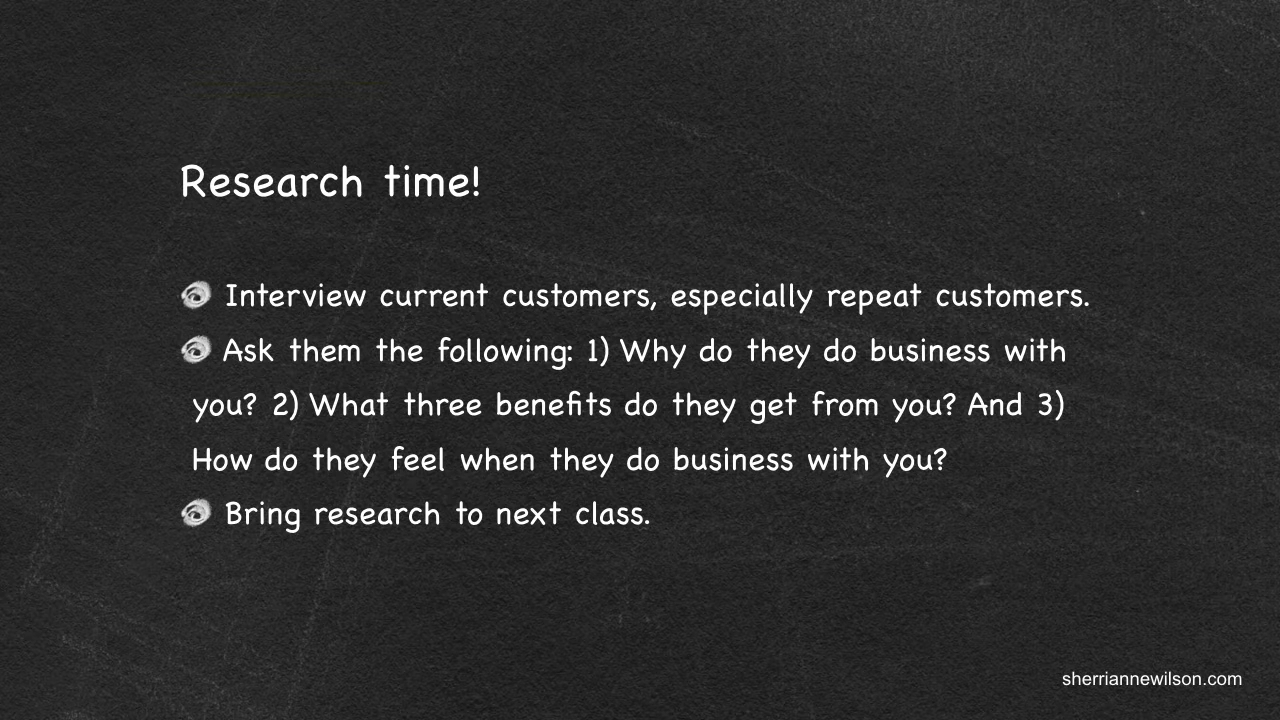 Research time!
Interview current customers, especially repeat customers.
Ask them the following: 1) Why do they do business with
you? 2) What three benefits do they get from you? And 3)
How do they feel when they do business with you?
Bring research to next class.
sherriannewilson.com